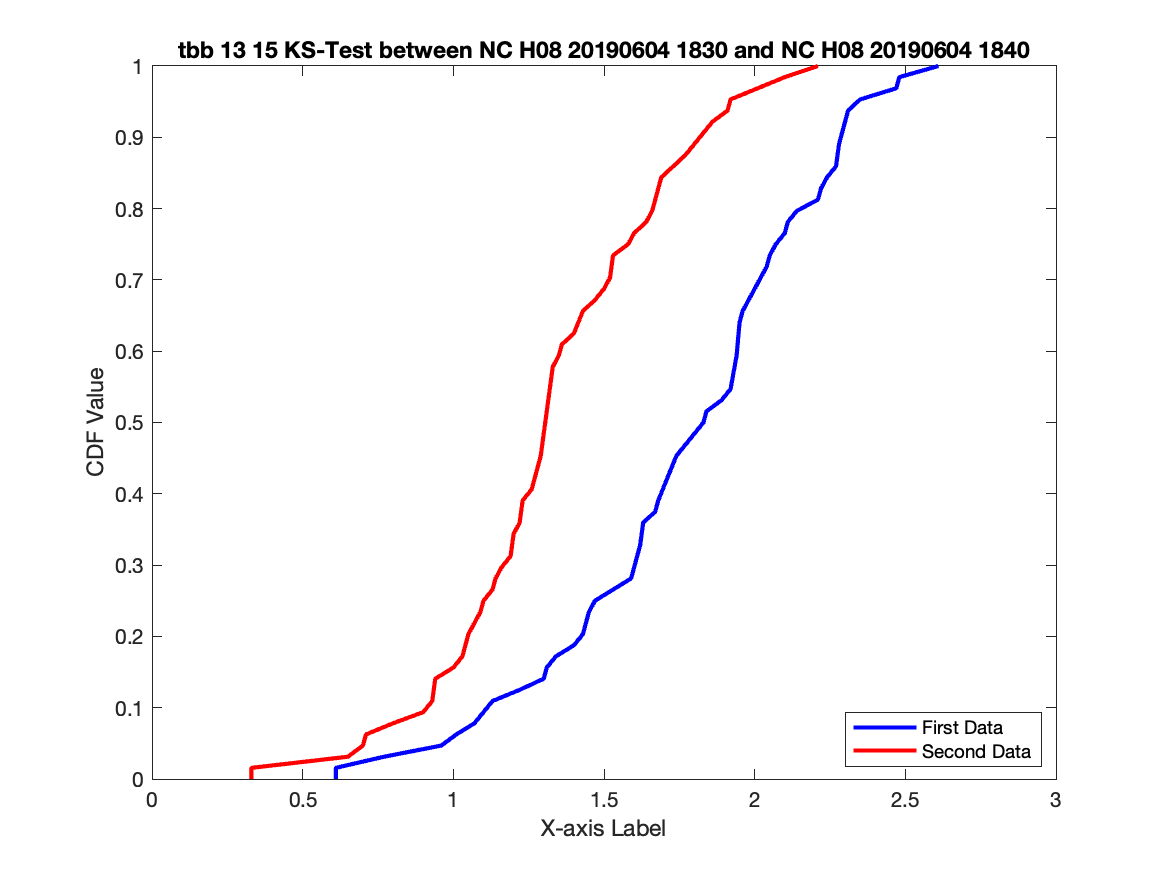 tbb 13 15 KS-Test between NC H08 20190604 1830 and NC H08 20190604 1840
1
0.9
0.8
0.7
0.6
0.5
0.4
0.3
0.2
0.1
0
CDF Value
First Data
Second Data
0 0.5 1 1.5 2 2.5 3
X-axis Label